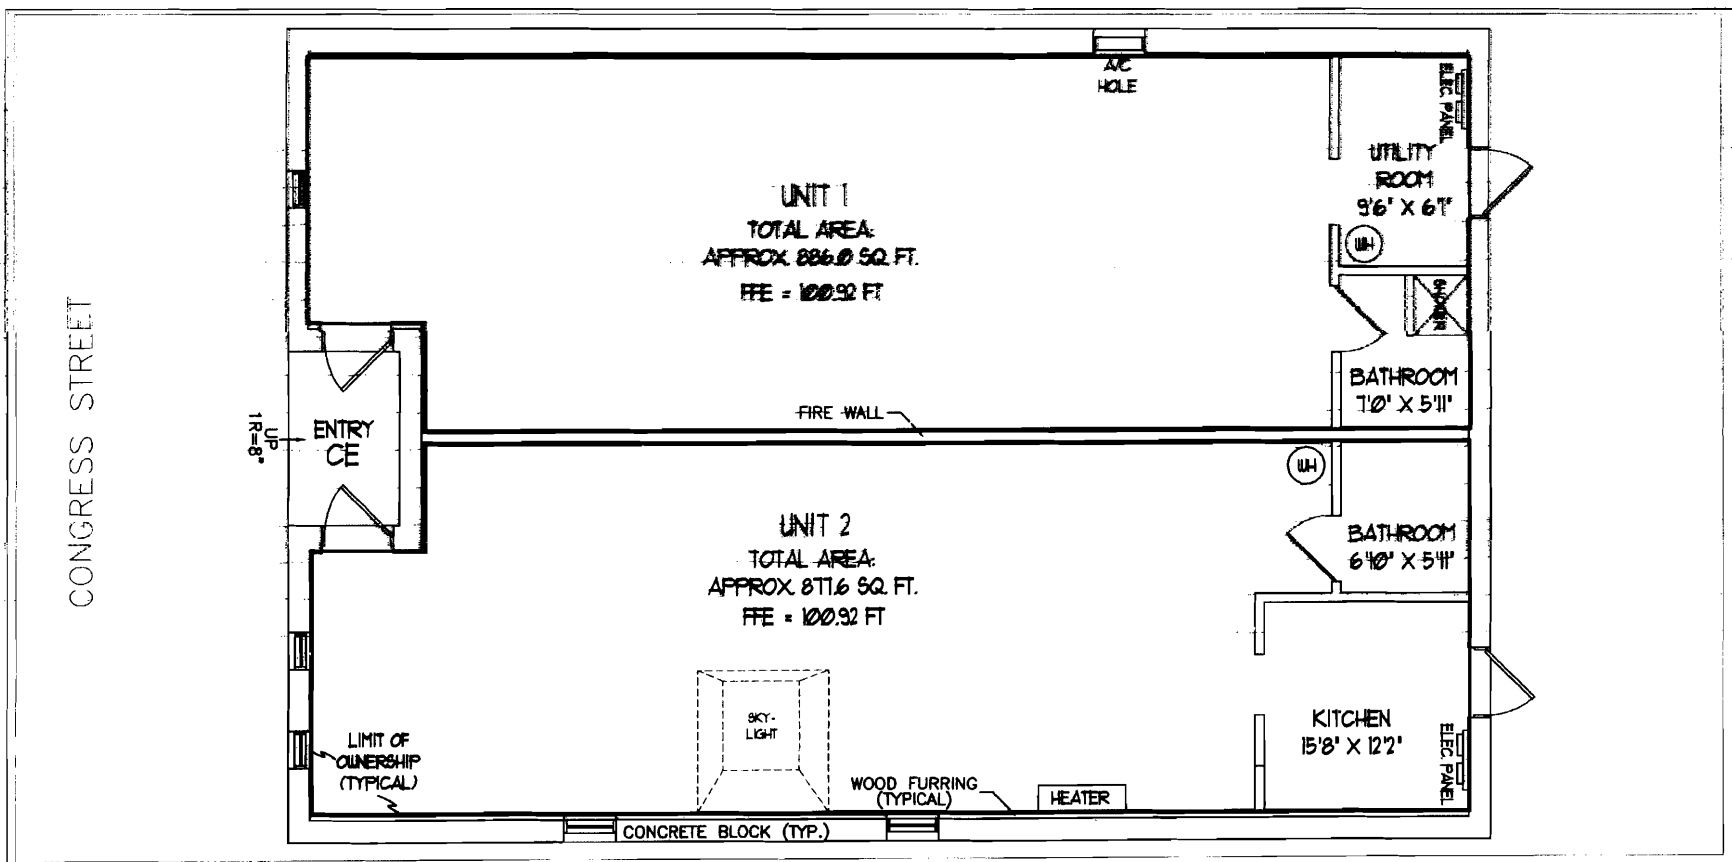 A/C
HOLE
ELEC. PANEL
UTILITY
ROOM
9'6" X 6'7"
WH
SHOWER
UNIT 1
TOTAL AREA:
APPROX. 886.0 SQ. FT.
FFE = 100.92 FT
CONGRESS STREET
BATHROOM
7'0" X 5'11"
FIRE WALL
UP
1R=8"
ENTRY
CE
WH
UNIT 2
TOTAL AREA:
APPROX. 877.6 SQ. FT.
FFE = 100.92 FT
BATHROOM
6'10" X 5'11"
SKY-
LIGHT
KITCHEN
15'8" X 12'2"
ELEC. PANEL
LIMIT OF
OWNERSHIP
(TYPICAL)
WOOD FURRING
(TYPICAL)
HEATER
CONCRETE BLOCK (TYP.)